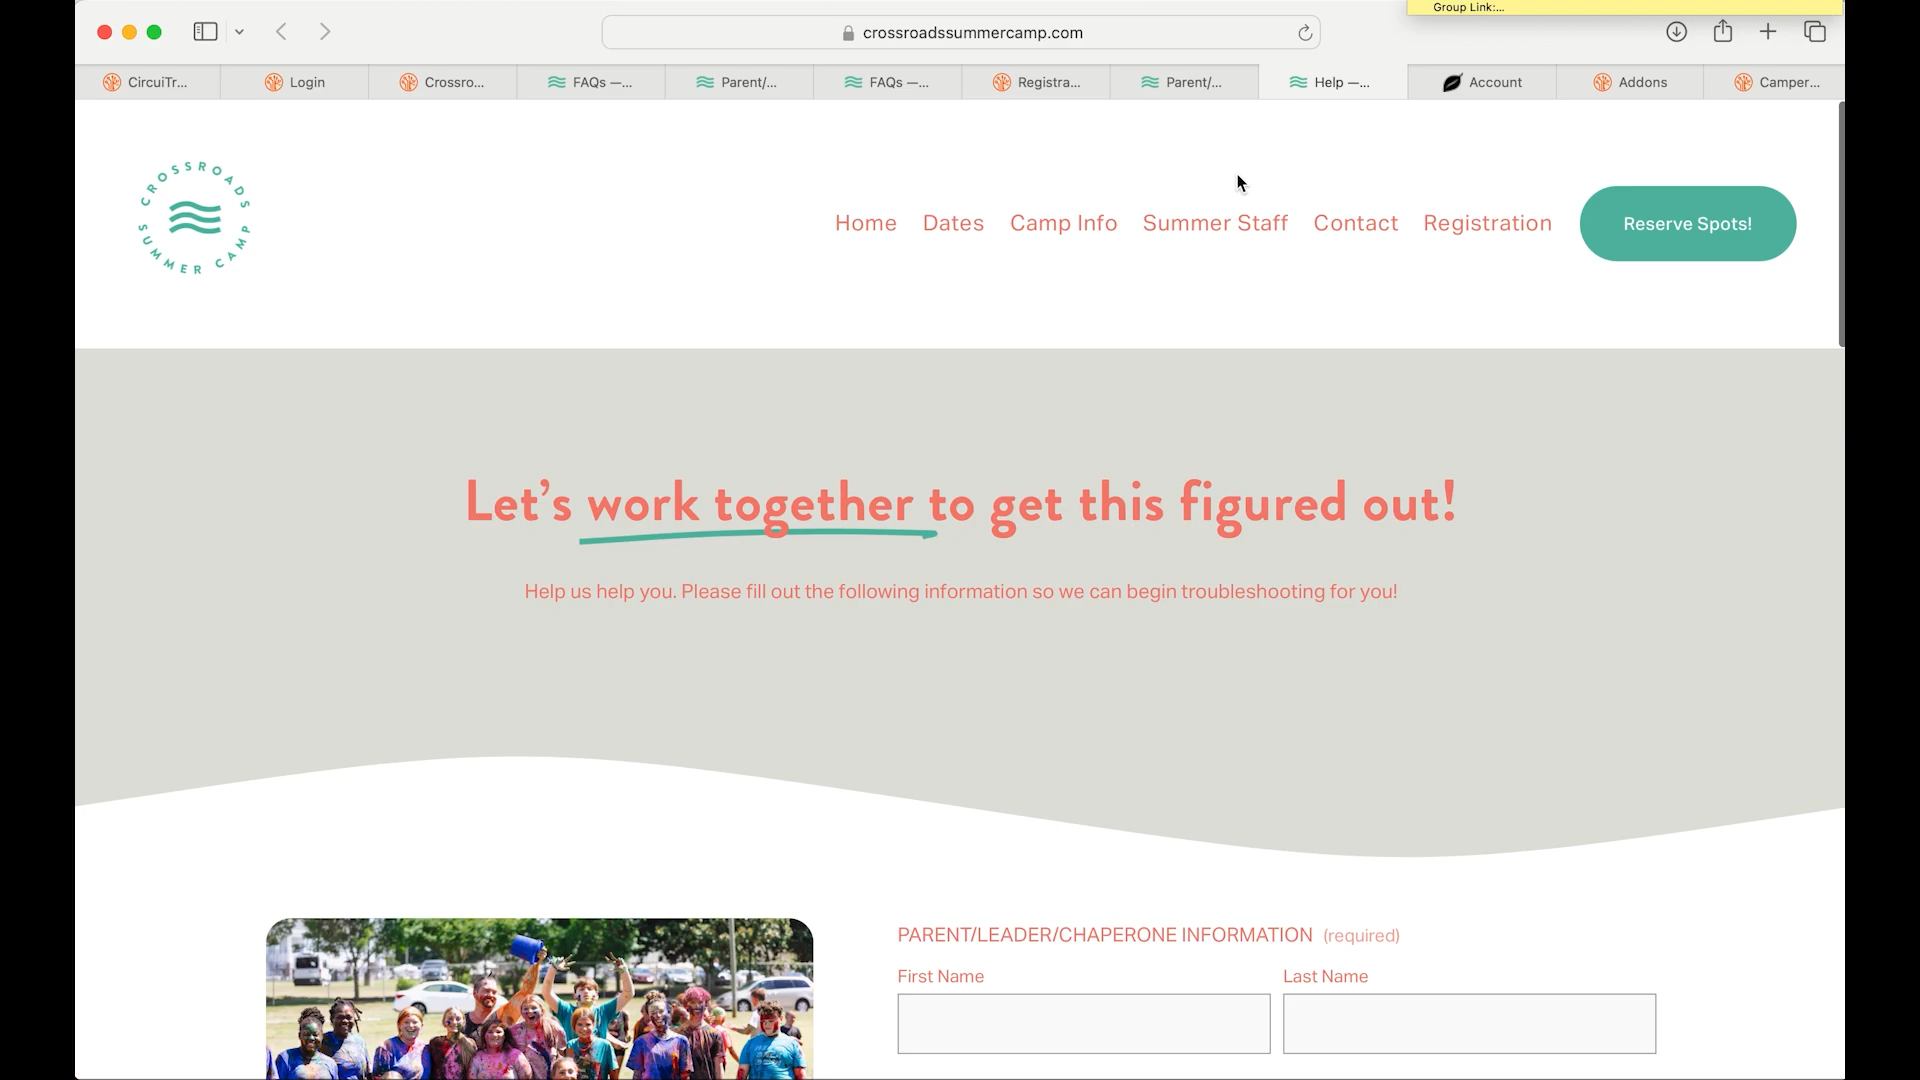 Group Link:...
crossroadssummercamp.com
CircuiTr...
Login
Crossro...
FAQs —...
Parent/...
FAQs —...
Registra...
Parent/...
Help —...
Account
Addons
Camper...
CROSSROADS
SUMMER CAMP
Home
Dates
Camp Info
Summer Staff
Contact
Registration
Reserve Spots!
Let’s work together to get this figured out!
Help us help you. Please fill out the following information so we can begin troubleshooting for you!
PARENT/LEADER/CHAPERONE INFORMATION (required)
First Name
Last Name